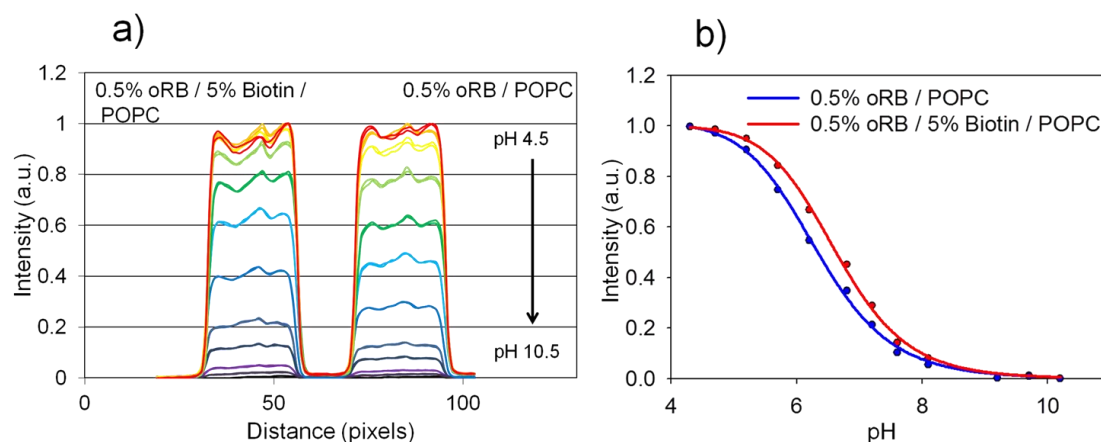 a)
1.2
1
0.8
0.6
0.4
0.2
0
Intensity (a.u.)
0.5% oRB / 5% Biotin /
POPC
0.5% oRB / POPC
pH 4.5
pH 10.5
0
50
100
Distance (pixels)
b)
1.2
1.0
0.8
0.6
0.4
0.2
0.0
Intensity (a.u.)
0.5% oRB / POPC
0.5% oRB / 5% Biotin / POPC
4
6
8
10
pH